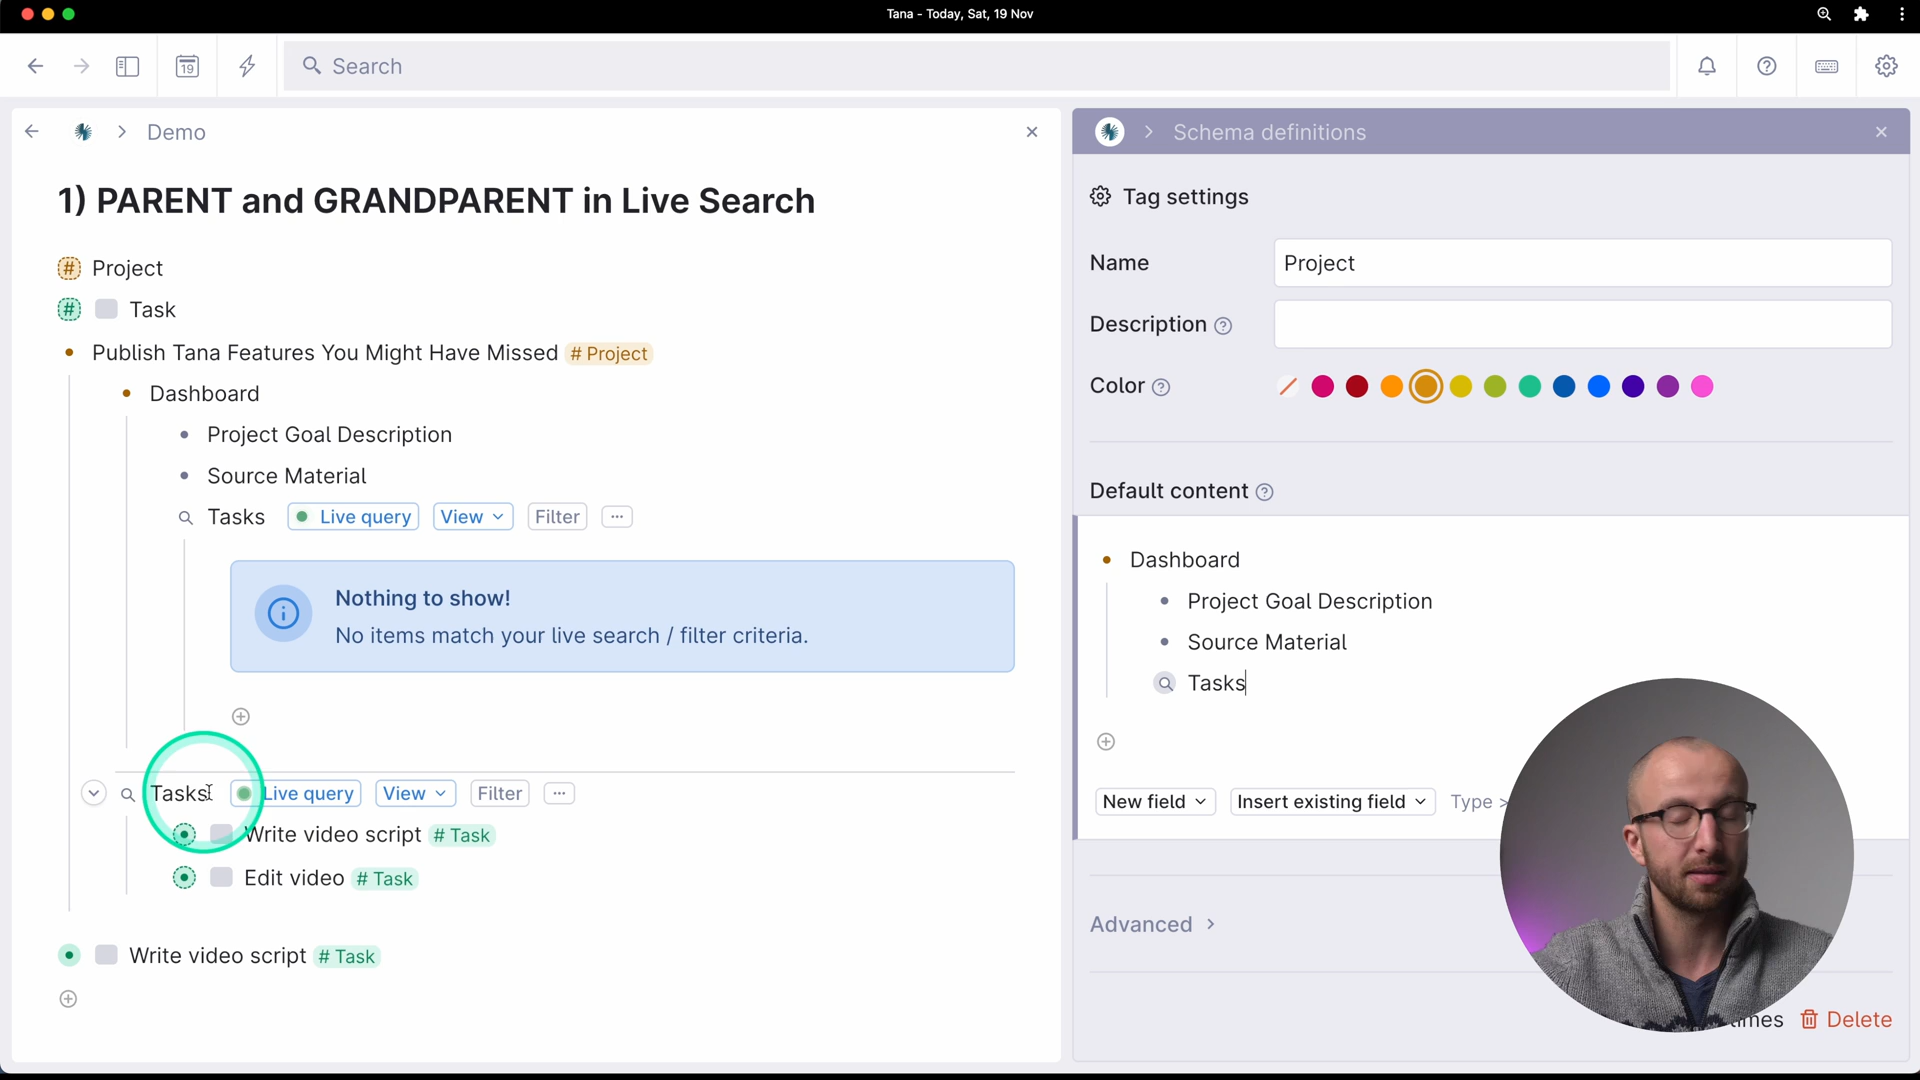 Tana - Today, Sat, 19 Nov
19
Search
Demo
1) PARENT and GRANDPARENT in Live Search
# Project
# Task
Publish Tana Features You Might Have Missed # Project
Dashboard
Project Goal Description
Source Material
Tasks Live query View Filter ...
Nothing to show!
No items match your live search / filter criteria.
Tasks Live query View Filter ...
Write video script # Task
Edit video # Task
Write video script # Task
Schema definitions
Tag settings
Name Project
Description ?
Color ?
Default content ?
Dashboard
Project Goal Description
Source Material
Tasks
New field Insert existing field Type >
Advanced >
Delete